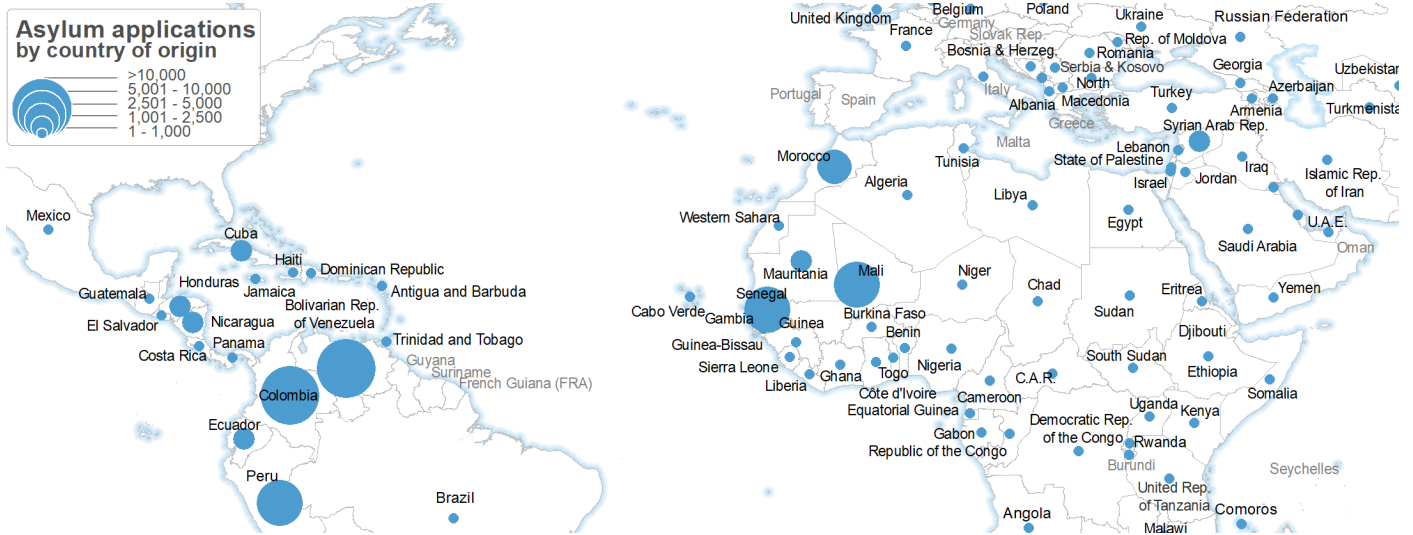 Asylum applications
by country of origin
>10,000
5,001 - 10,000
2,501 - 5,000
1,001 - 2,500
1 - 1,000
Mexico
Cuba
Haiti
Dominican Republic
Honduras
Jamaica
Antigua and Barbuda
Guatemala
Bolivarian Rep.
of Venezuela
El Salvador
Nicaragua
Panama
Trinidad and Tobago
Costa Rica
Guyana
Suriname
French Guiana (FRA)
Colombia
Ecuador
Peru
Brazil
United Kingdom
Belgium
Poland
Germany
Ukraine
Russian Federation
France
Slovak Rep.
Rep. of Moldova
Bosnia & Herzeg.
Romania
Serbia & Kosovo
Georgia
Uzbekistan
Portugal
Spain
Italy
North
Macedonia
Albania
Turkey
Azerbaijan
Armenia
Turkmenista
Greece
Malta
Syrian Arab Rep.
Morocco
Tunisia
Lebanon
State of Palestine
Israel
Jordan
Iraq
Islamic Rep.
of Iran
Algeria
Libya
Egypt
U.A.E.
Western Sahara
Saudi Arabia
Oman
Mauritania
Mali
Niger
Chad
Senegal
Cabo Verde
Gambia
Guinea
Burkina Faso
Sudan
Eritrea
Yemen
Guinea-Bissau
Benin
Djibouti
Sierra Leone
Liberia
Ghana
Togo
Nigeria
C.A.R.
South Sudan
Ethiopia
Côte d'Ivoire
Cameroon
Somalia
Equatorial Guinea
Gabon
Republic of the Congo
Democratic Rep.
of the Congo
Uganda
Kenya
Rwanda
Burundi
Seychelles
United Rep.
of Tanzania
Angola
Comoros
Malawi